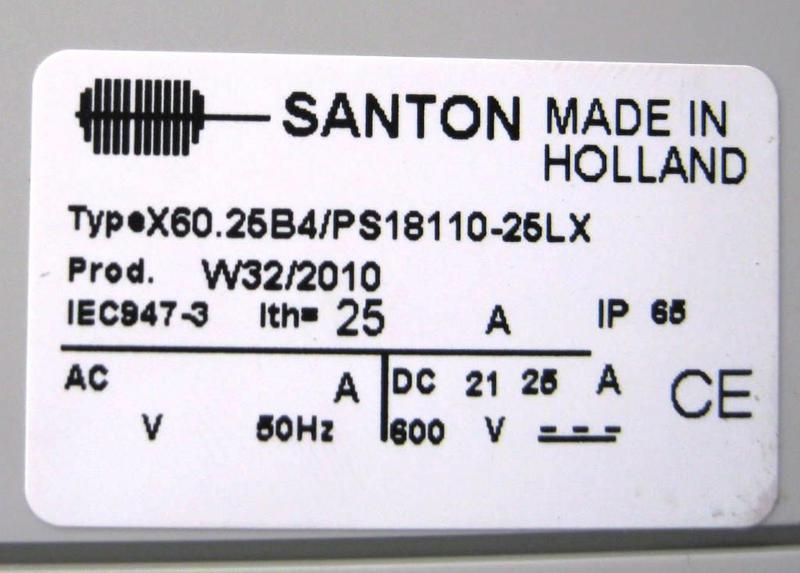 SANTON MADE IN
HOLLAND
Type X60.25B4/PS18110-25LX
Prod. W32/2010
IEC947-3 Ith= 25 A IP 65
AC A DC 21 25 A CE
V 50Hz 600 V